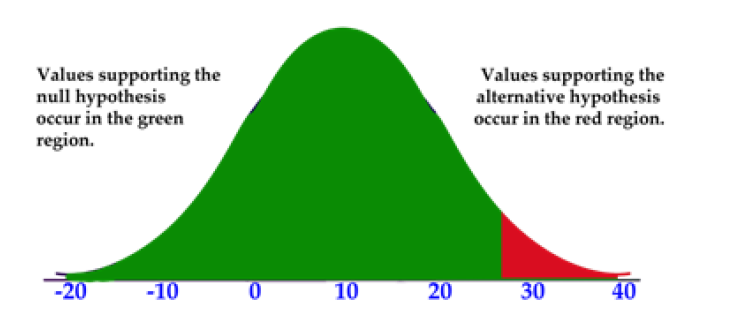 Values supporting the
null hypothesis
occur in the green
region.
Values supporting the
alternative hypothesis
occur in the red region.
-20 -10 0 10 20 30 40